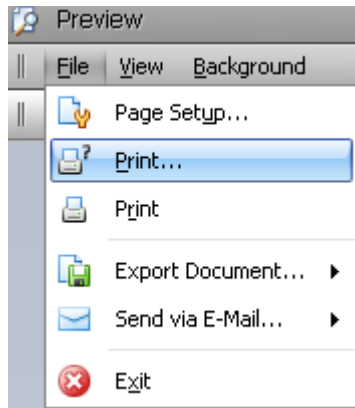 Preview
File View Background
Page Setup...
Print...
Print
Export Document...
Send via E-Mail...
Exit